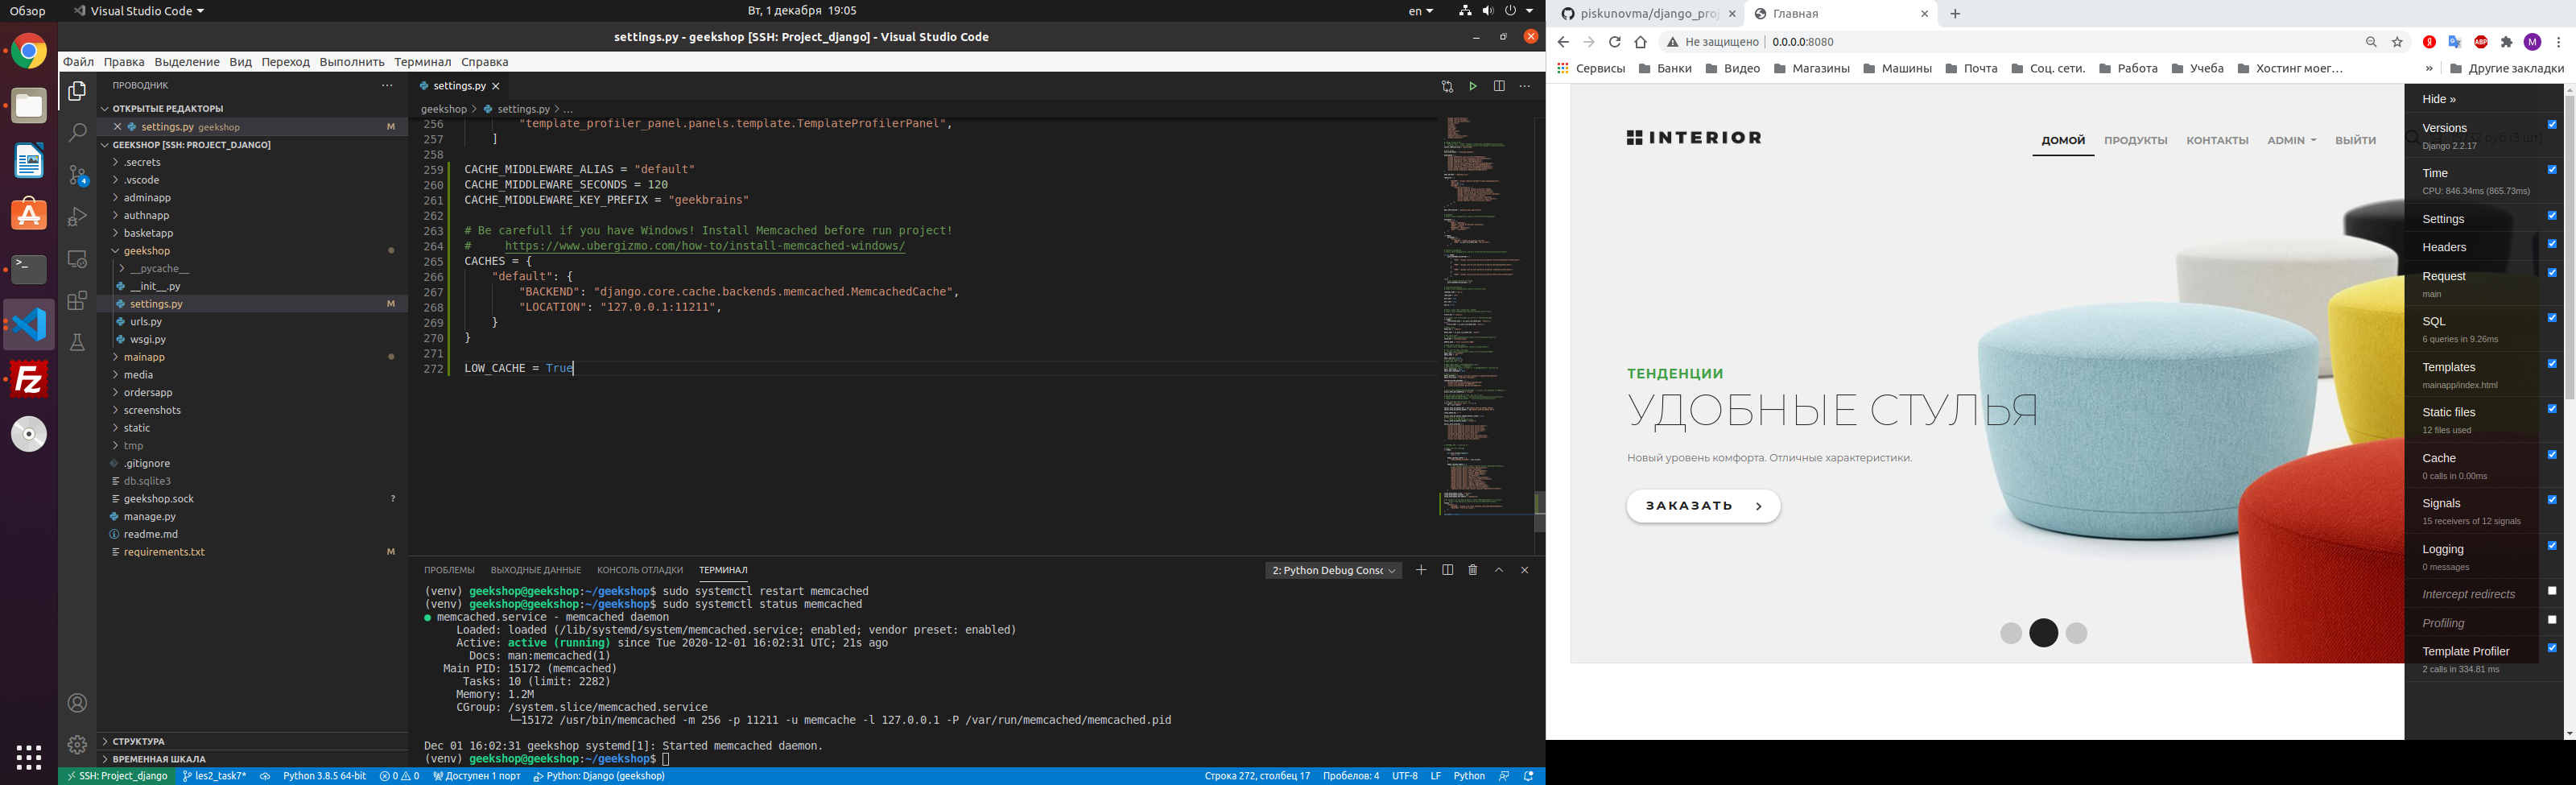 Обзор
Visual Studio Code
Вт, 1 декабря 19:05
en
settings.py - geekshop [SSH: Project_django] - Visual Studio Code
Файл Правка Выделение Вид Переход Выполнить Терминал Справка
ПРОВОДНИК
ОТКРЫТЫЕ РЕДАКТОРЫ
settings.py geekshop M
GEEKSHOP [SSH: PROJECT_DJANGO]
.secrets
.vscode
adminapp
authnapp
basketapp
geekshop
__pycache__
__init__.py
settings.py M
urls.py
wsgi.py
mainapp
media
ordersapp
screenshots
static
tmp
.gitignore
db.sqlite3
geekshop.sock ?
manage.py
readme.md
requirements.txt M
СТРУКТУРА
ВРЕМЕННАЯ ШКАЛА
4
settings.py
geekshop > settings.py > ...
256 "template_profiler_panel.panels.template.TemplateProfilerPanel",
257 ]
258
259 CACHE_MIDDLEWARE_ALIAS = "default"
260 CACHE_MIDDLEWARE_SECONDS = 120
261 CACHE_MIDDLEWARE_KEY_PREFIX = "geekbrains"
262
263 # Be carefull if you have Windows! Install Memcached before run project!
264 # https://www.ubergizmo.com/how-to/install-memcached-windows/
265 CACHES = {
266 "default": {
267 "BACKEND": "django.core.cache.backends.memcached.MemcachedCache",
268 "LOCATION": "127.0.0.1:11211",
269 }
270 }
271
272 LOW_CACHE = True
ПРОБЛЕМЫ ВЫХОДНЫЕ ДАННЫЕ КОНСОЛЬ ОТЛАДКИ ТЕРМИНАЛ
2: Python Debug Consc
(venv) geekshop@geekshop:~/geekshop$ sudo systemctl restart memcached
(venv) geekshop@geekshop:~/geekshop$ sudo systemctl status memcached
● memcached.service - memcached daemon
Loaded: loaded (/lib/systemd/system/memcached.service; enabled; vendor preset: enabled)
Active: active (running) since Tue 2020-12-01 16:02:31 UTC; 21s ago
Docs: man:memcached(1)
Main PID: 15172 (memcached)
Tasks: 10 (limit: 2282)
Memory: 1.2M
CGroup: /system.slice/memcached.service
└─15172 /usr/bin/memcached -m 256 -p 11211 -u memcache -l 127.0.0.1 -P /var/run/memcached/memcached.pid
Dec 01 16:02:31 geekshop systemd[1]: Started memcached daemon.
(venv) geekshop@geekshop:~/geekshop$
SSH: Project_django les2_task7* Python 3.8.5 64-bit 0 0 Доступен 1 порт Python: Django (geekshop)
Строка 272, столбец 17 Пробелов: 4 UTF-8 LF Python
piskunovma/django_proj
Главная
Не защищено | 0.0.0.0:8080
ABP
M
Сервисы Банки Видео Магазины Машины Почта Соц. сети. Работа Учеба Хостинг моег... » Другие закладки
INTERIOR
ДОМОЙ ПРОДУКТЫ КОНТАКТЫ ADMIN ВЫЙТИ
ТЕНДЕНЦИИ
УДОБНЫЕ СТУЛЬЯ
Новый уровень комфорта. Отличные характеристики.
ЗАКАЗАТЬ
Hide »
Versions
Django 2.2.17
Time
CPU: 846.34ms (865.73ms)
Settings
Headers
Request
main
SQL
6 queries in 9.26ms
Templates
mainapp/index.html
Static files
12 files used
Cache
0 calls in 0.00ms
Signals
15 receivers of 12 signals
Logging
0 messages
Intercept redirects
Profiling
Template Profiler
2 calls in 334.81 ms